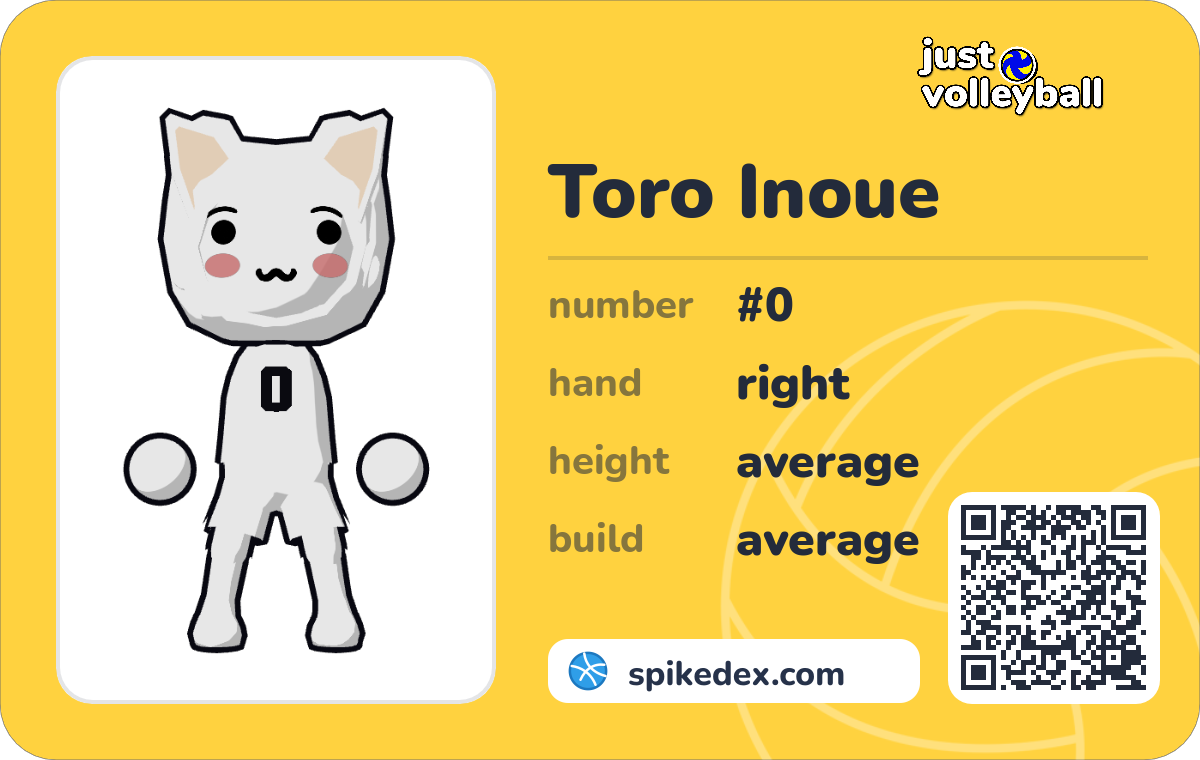 just
volleyball
Toro Inoue
number #0
hand right
height average
build average
0
spikedex.com